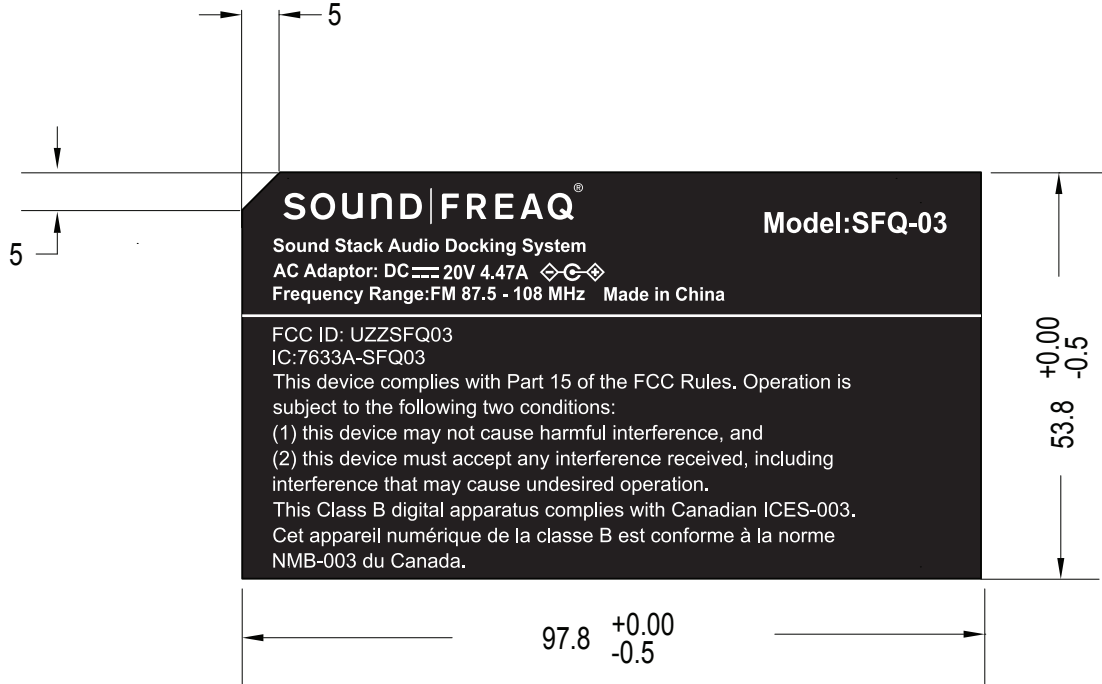 5
5
SOUND|FREAQ®
Model:SFQ-03
Sound Stack Audio Docking System
AC Adaptor: DC 20V 4.47A
Frequency Range:FM 87.5 - 108 MHz Made in China
FCC ID: UZZSFQ03
IC:7633A-SFQ03
This device complies with Part 15 of the FCC Rules. Operation is
subject to the following two conditions:
(1) this device may not cause harmful interference, and
(2) this device must accept any interference received, including
interference that may cause undesired operation.
This Class B digital apparatus complies with Canadian ICES-003.
Cet appareil numérique de la classe B est conforme à la norme
NMB-003 du Canada.
53.8 +0.00 -0.5
97.8 +0.00 -0.5